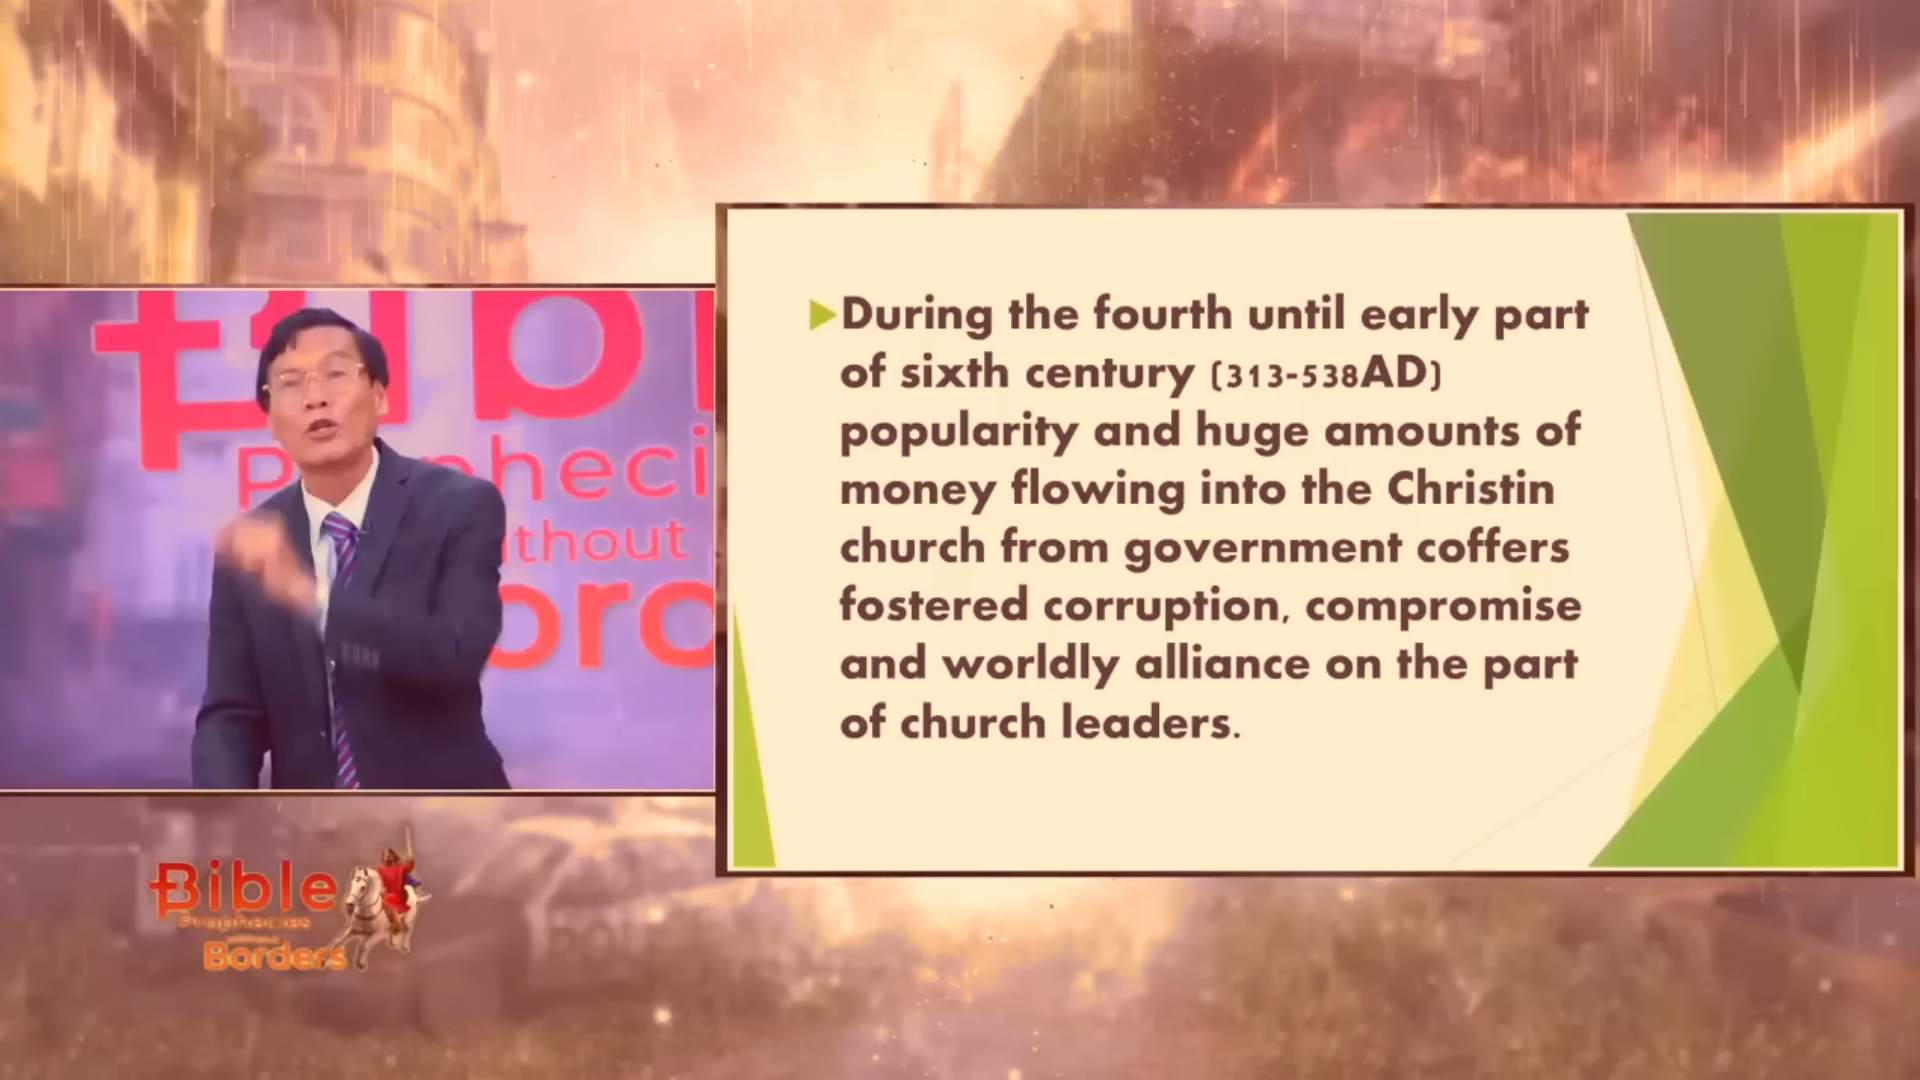 During the fourth until early part
of sixth century (313-538AD)
popularity and huge amounts of
money flowing into the Christin
church from government coffers
fostered corruption, compromise
and worldly alliance on the part
of church leaders.
Bible
Prophecies
Borders